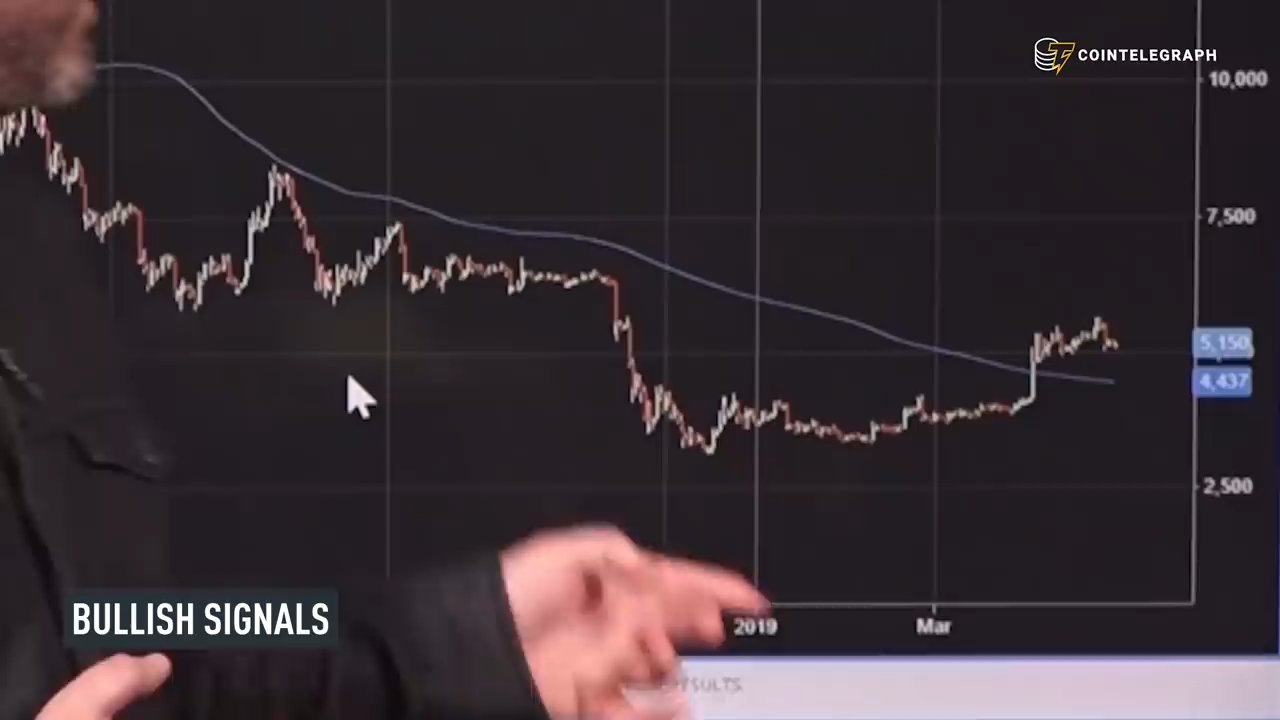 COINTELEGRAPH
10,000
7,500
5,150
4,437
2,500
BULLISH SIGNALS
2019
Mar